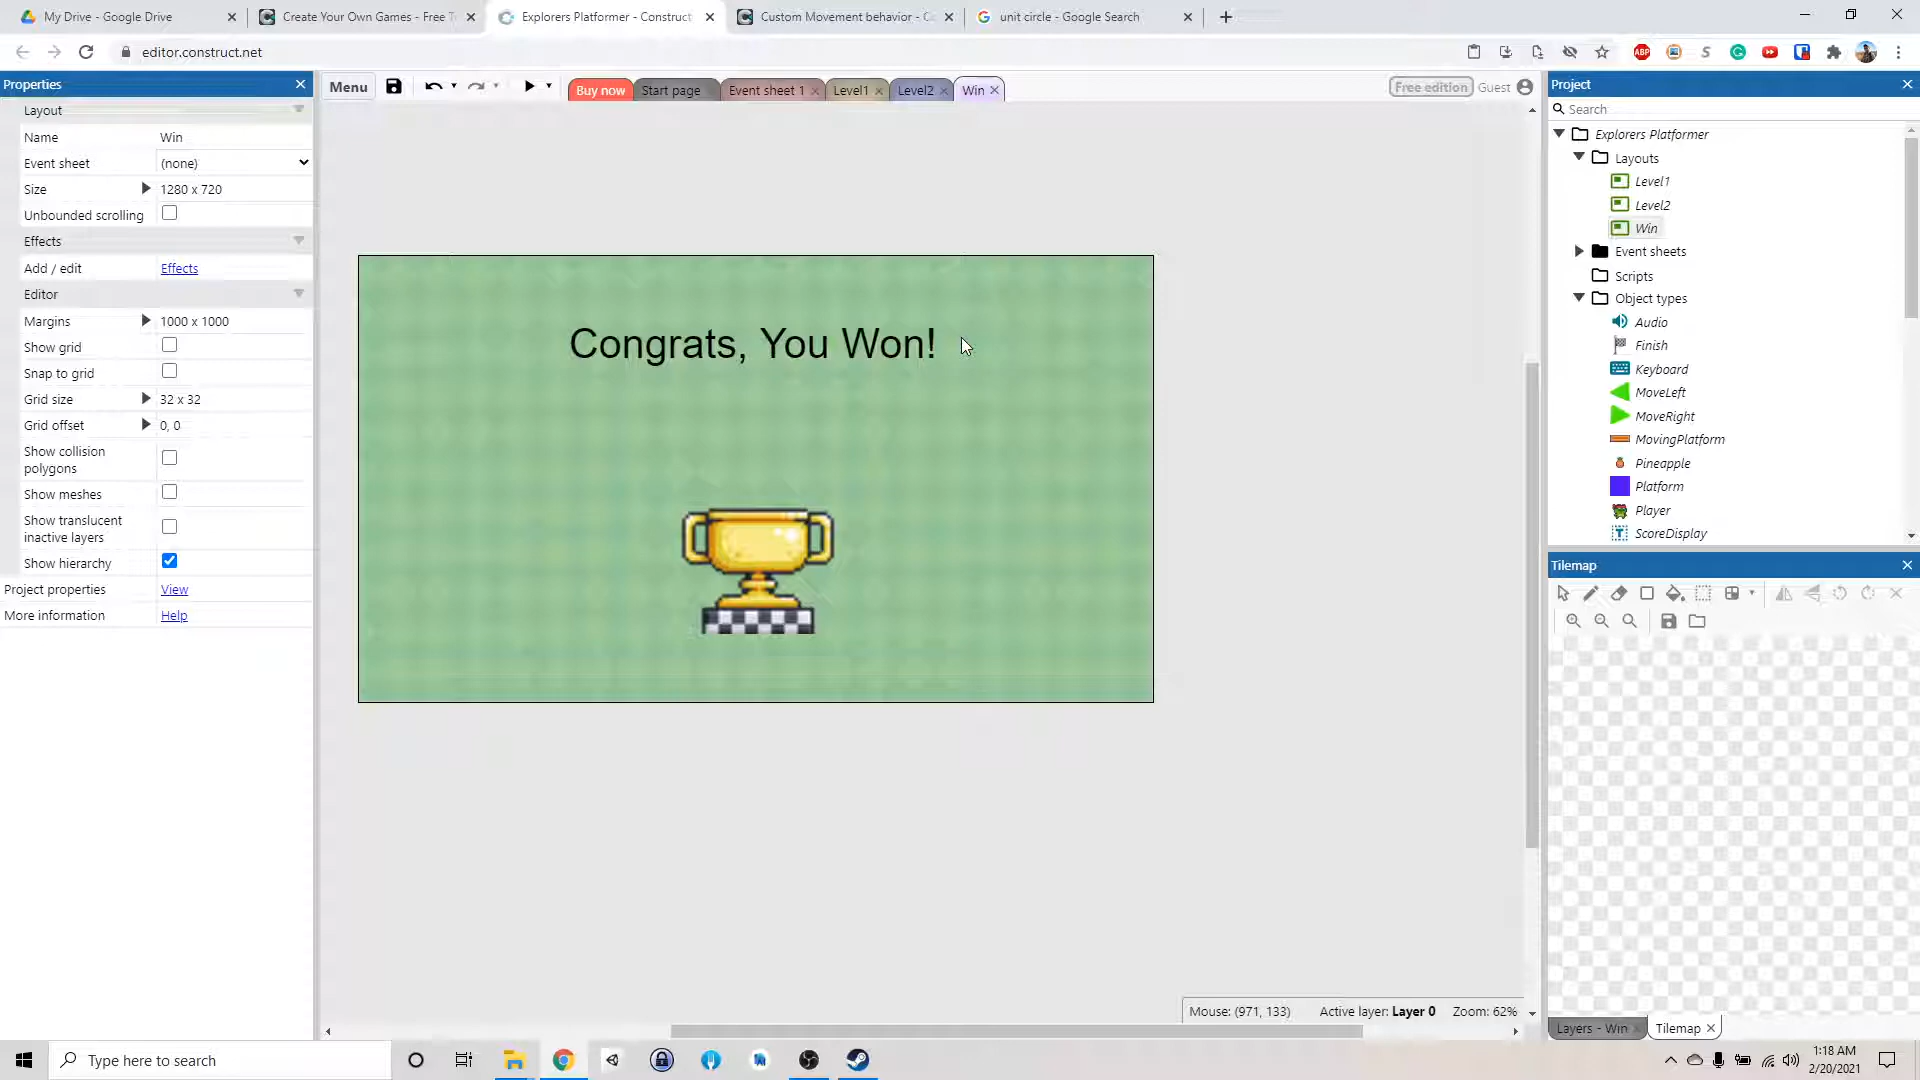 My Drive - Google Drive
Create Your Own Games - Free T
Explorers Platformer - Construct
Custom Movement behavior - C
unit circle - Google Search
editor.construct.net
ABP
Properties
Menu
Buy now
Start page
Event sheet 1
Level1
Level2
Win
Free edition
Guest
Project
Layout
Search
Name
Win
Explorers Platformer
Event sheet
(none)
Layouts
Size
1280 x 720
Level1
Unbounded scrolling
Level2
Effects
Win
Add / edit
Effects
Event sheets
Editor
Scripts
Margins
1000 x 1000
Object types
Show grid
Audio
Snap to grid
Finish
Grid size
32 x 32
Keyboard
Grid offset
0, 0
MoveLeft
Show collision
polygons
MoveRight
Show meshes
MovingPlatform
Show translucent
inactive layers
Pineapple
Show hierarchy
Platform
Project properties
View
Player
More information
Help
ScoreDisplay
Congrats, You Won!
Tilemap
Mouse: (971, 133)
Active layer: Layer 0
Zoom: 62%
Layers - Win
Tilemap
Type here to search
1:18 AM
2/20/2021